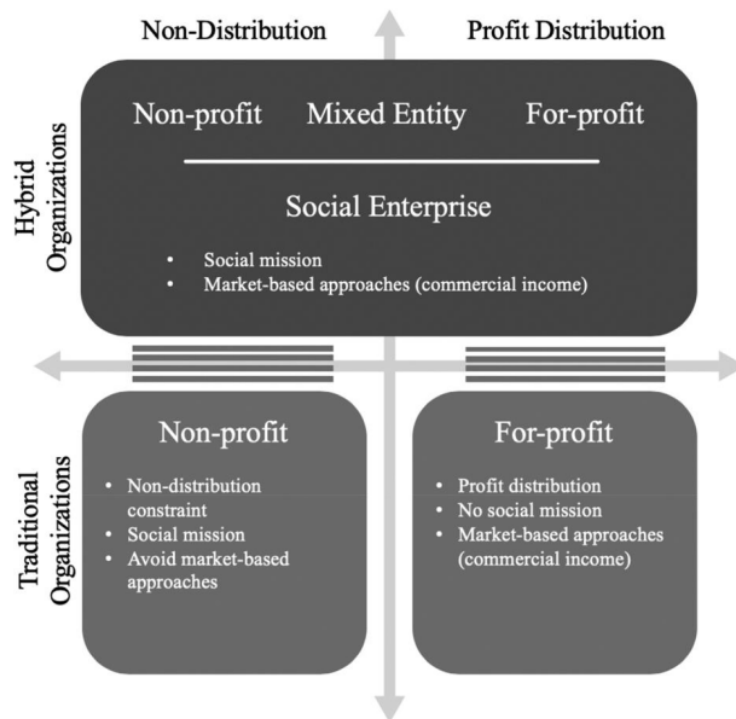 Non-Distribution
Profit Distribution
Hybrid
Organizations
Non-profit
Mixed Entity
For-profit
Social Enterprise
• Social mission
• Market-based approaches (commercial income)
Traditional
Organizations
Non-profit
• Non-distribution
constraint
• Social mission
• Avoid market-based
approaches
For-profit
• Profit distribution
• No social mission
• Market-based approaches
(commercial income)